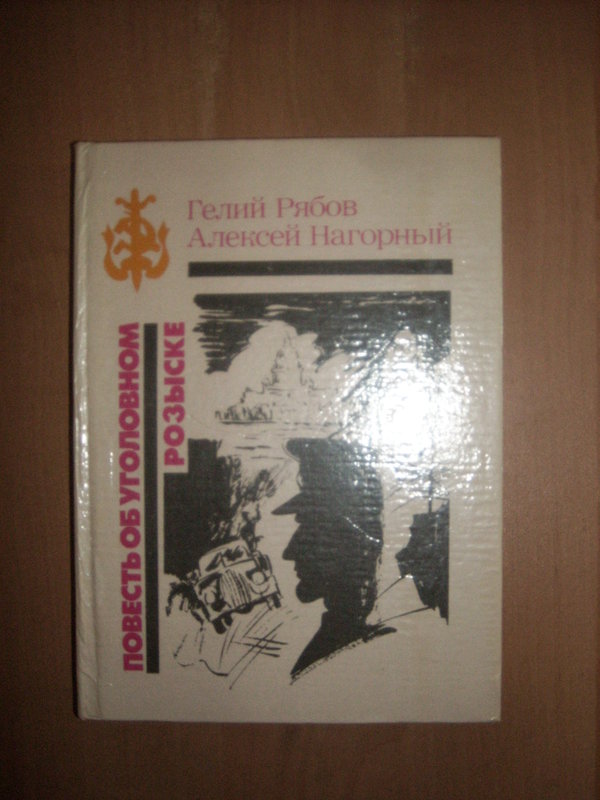 Гелий Рябов
Алексей Нагорный
ПОВЕСТЬ ОБ УГОЛОВНОМ
РОЗЫСКЕ